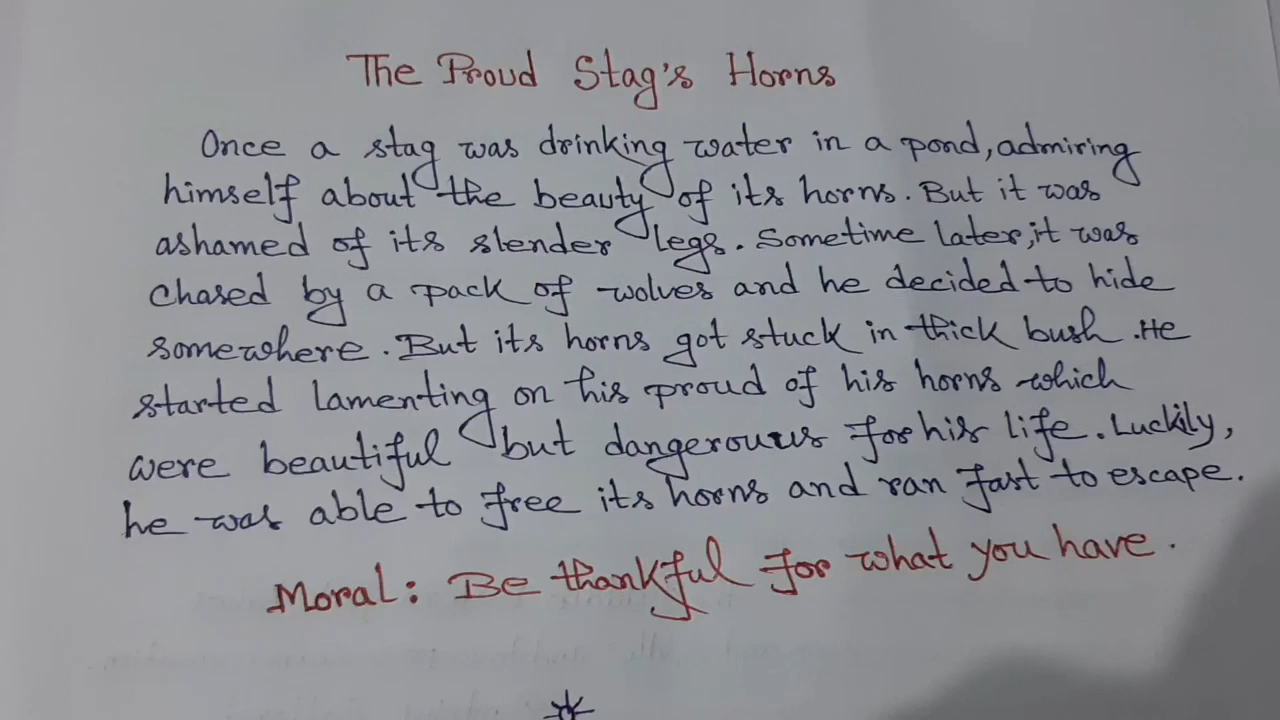 The Proud Stag's Horns
Once a stag was drinking water in a pond, admiring
himself about the beauty of its horns. But it was
ashamed of its slender legs. Sometime later, it was
chased by a pack of wolves and he decided to hide
somewhere. But its horns got stuck in thick bush. He
started lamenting on his proud of his horns which
were beautiful but dangerouus for his life. Luckily,
he was able to free its horns and ran fast to escape.
Moral: Be thankful for what you have.